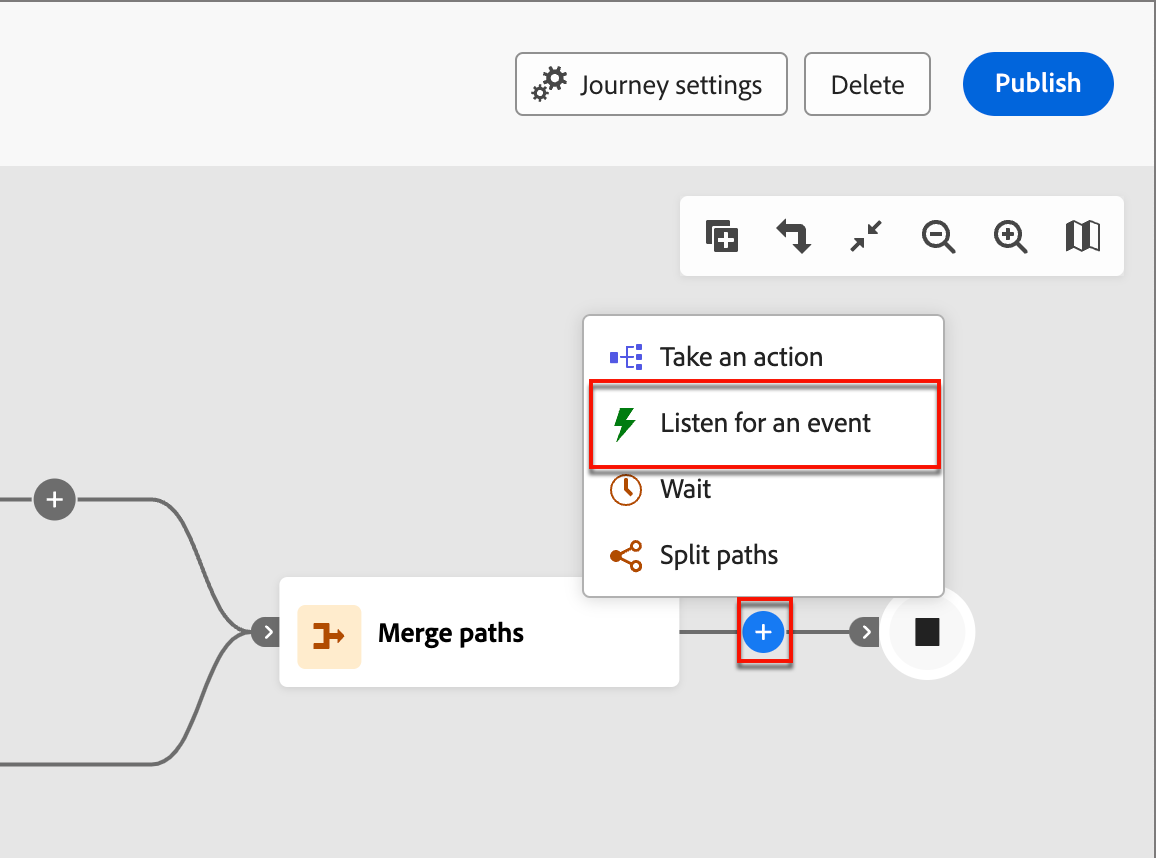 Journey settings
Delete
Publish
Take an action
Listen for an event
Wait
Split paths
Merge paths